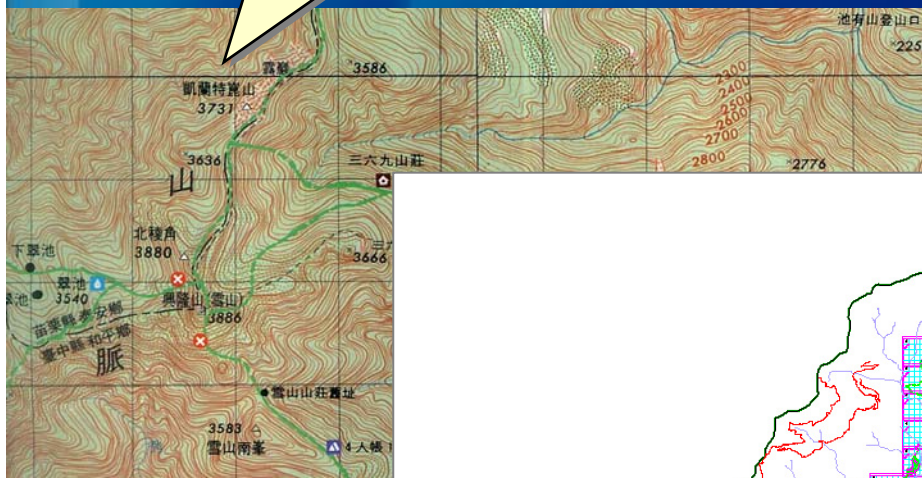 池有山登山口
×225
露巖
×3586
凱蘭特崑山
3731
2300
2400
2500
2600
2700
2800
×3636
三六九山莊
×2776
山
北稜角
3880
3666
下翠池
翠池
3540
興隆山(雪山)
3886
苗栗縣 泰安鄉
臺中縣 和平鄉
脈
雪山山莊舊址
3583
雪山南峯
4人帳